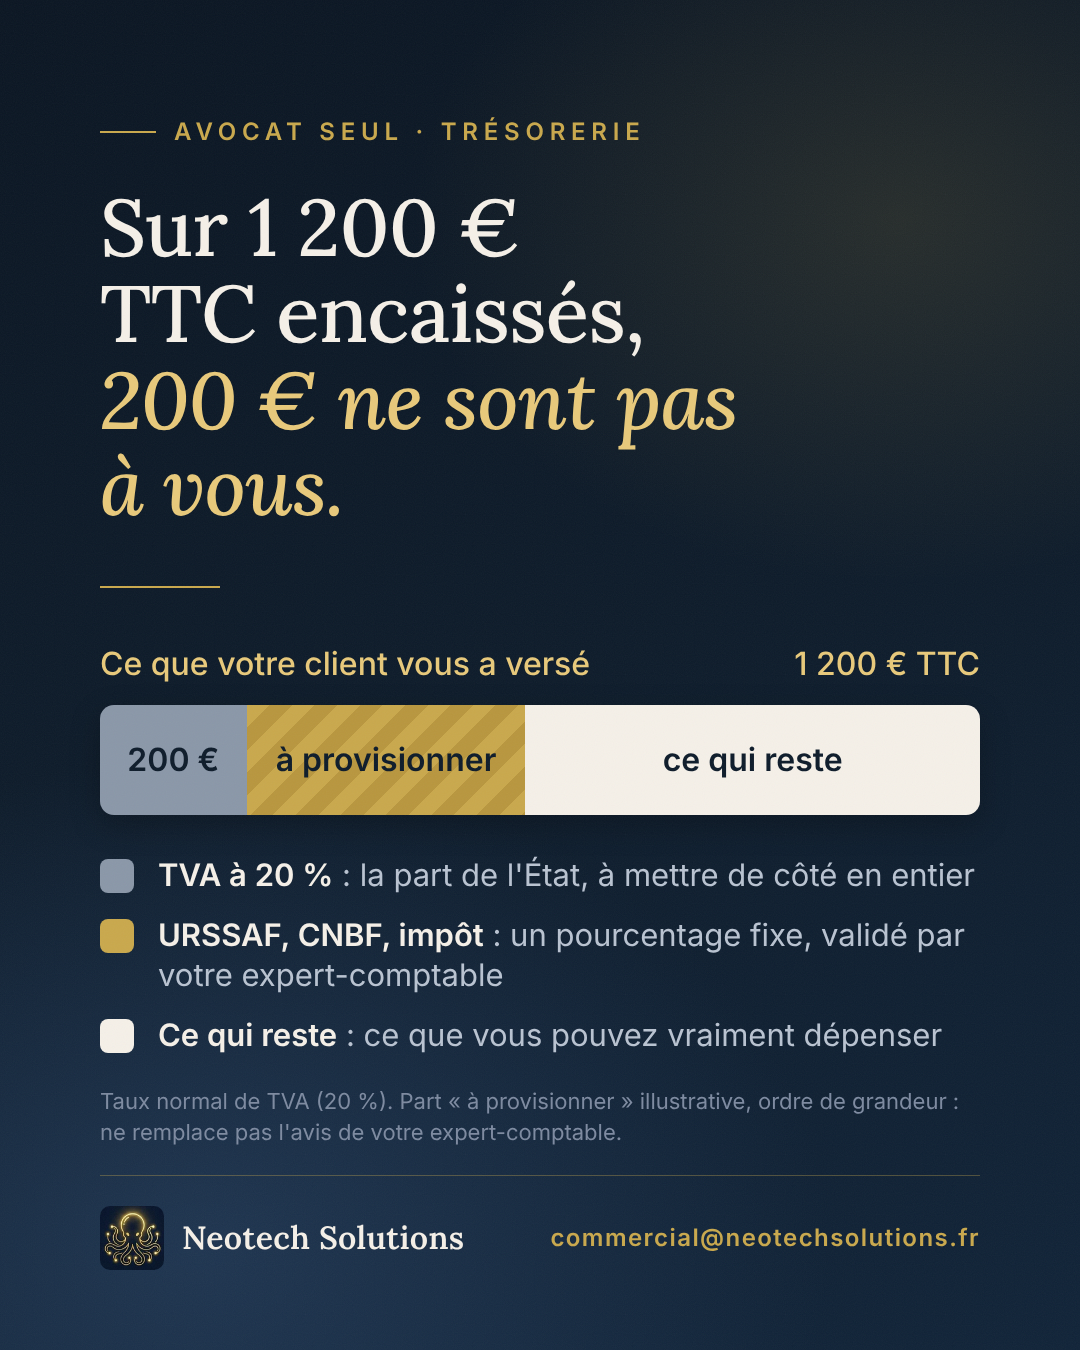 AVOCAT SEUL · TRÉSORERIE
Sur 1 200 €
TTC encaissés,
200 € ne sont pas
à vous.
Ce que votre client vous a versé
1 200 € TTC
200 €
à provisionner
ce qui reste
TVA à 20 % : la part de l'État, à mettre de côté en entier
URSSAF, CNBF, impôt : un pourcentage fixe, validé par
votre expert-comptable
Ce qui reste : ce que vous pouvez vraiment dépenser
Taux normal de TVA (20 %). Part « à provisionner » illustrative, ordre de grandeur :
ne remplace pas l'avis de votre expert-comptable.
Neotech Solutions
commercial@neotechsolutions.fr